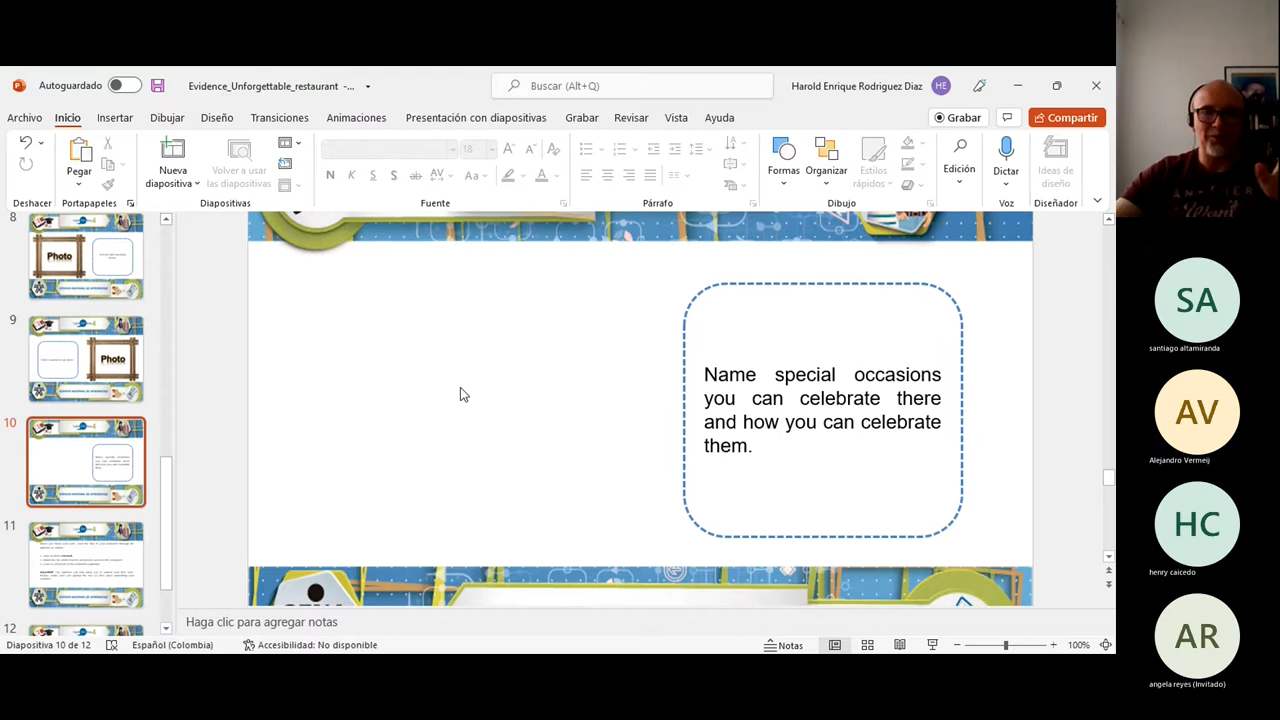 Autoguardado
Evidence_Unforgettable_restaurant -...
Buscar (Alt+Q)
Harold Enrique Rodriguez Diaz
HE
Archivo
Inicio
Insertar
Dibujar
Diseño
Transiciones
Animaciones
Presentación con diapositivas
Grabar
Revisar
Vista
Ayuda
Grabar
Compartir
Pegar
Nueva
diapositiva
Volver a usar
las diapositivas
18
N
K
S
S
ab
AV
Aa
A
Formas
Organizar
Estilos
rápidos
Edición
Dictar
Ideas de
diseño
Deshacer
Portapapeles
Diapositivas
Fuente
Párrafo
Dibujo
Voz
Diseñador
8
Photo
9
Photo
10
11
12
Name special occasions
you can celebrate there
and how you can celebrate
them.
Haga clic para agregar notas
Diapositiva 10 de 12
Español (Colombia)
Accesibilidad: No disponible
Notas
100%
SA
santiago altamiranda
AV
Alejandro Vermeij
HC
henry caicedo
AR
angela reyes (Invitado)